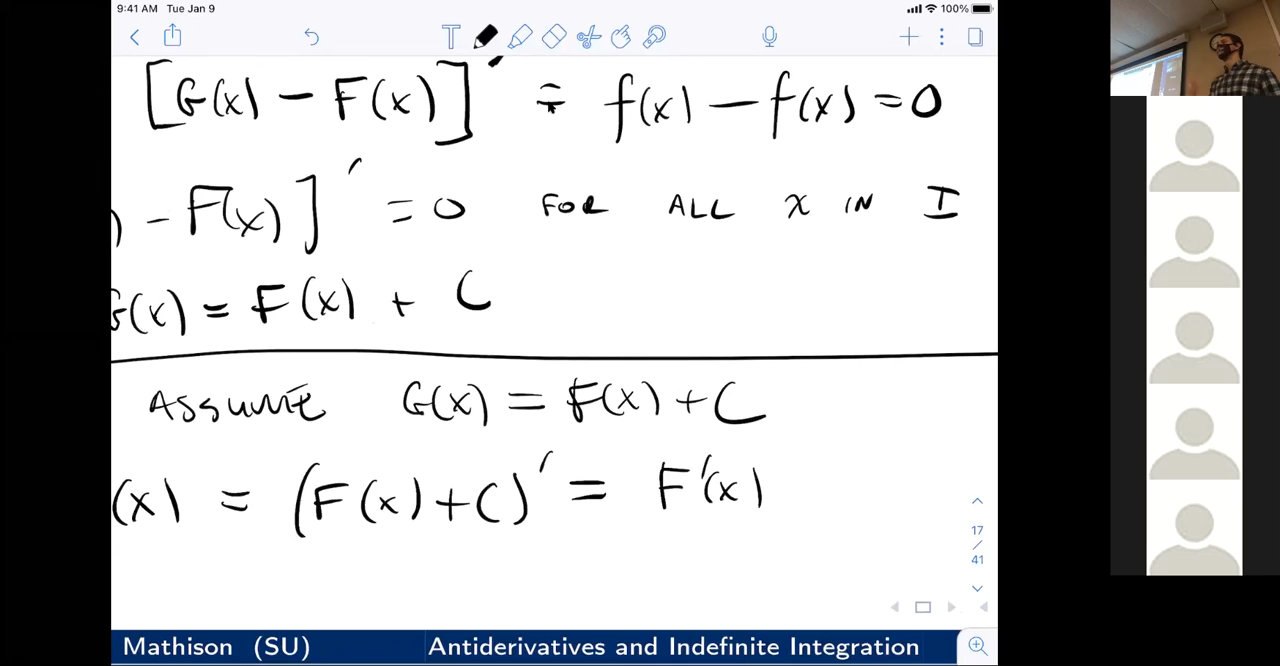 9:41 AM Tue Jan 9
100%
[G(x) − F(x)]′ = f(x) − f(x) = 0
) − F(x)]′ = 0 FOR ALL x IN I
G(x) = F(x) + C
ASSUME G(x) = F(x) + C
(x) = (F(x) + C)′ = F′(x)
17
/
41
Mathison (SU) Antiderivatives and Indefinite Integration